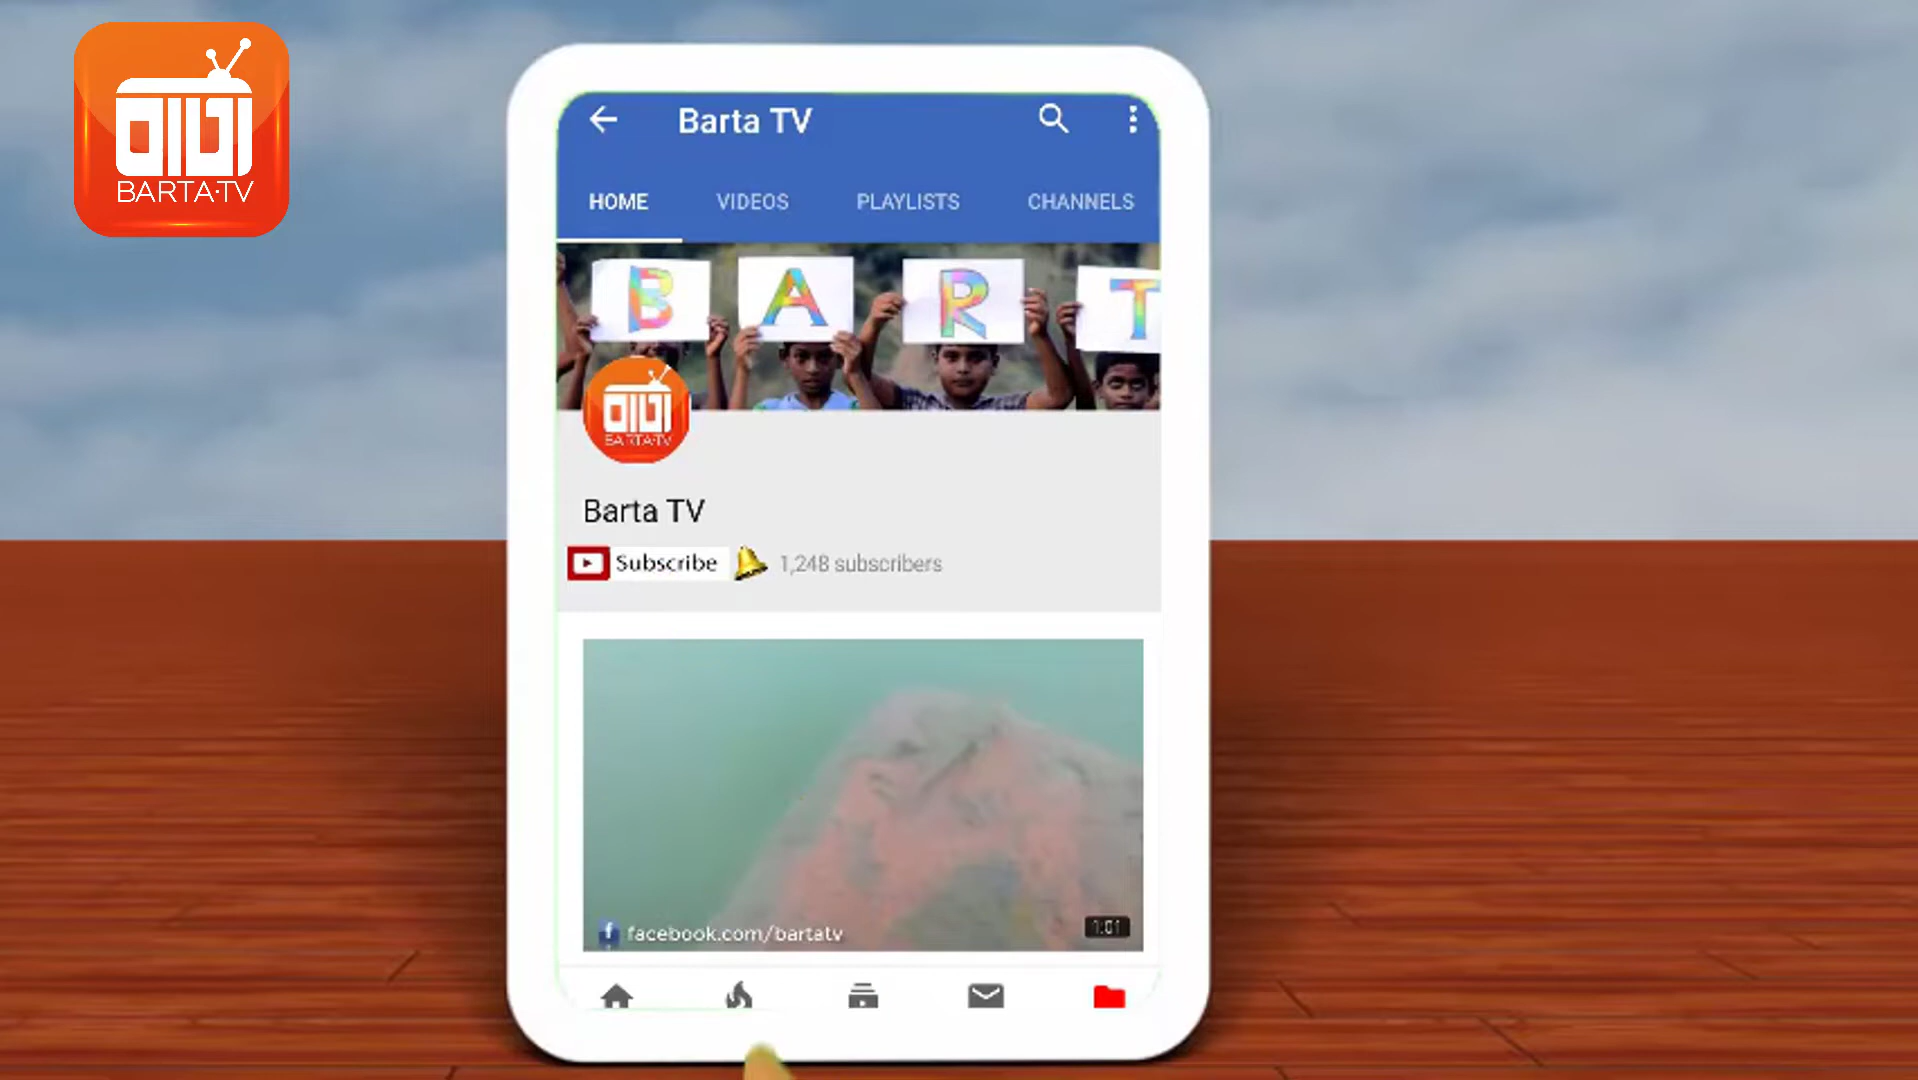 বার্তা
BARTA·TV
Barta TV
HOME VIDEOS PLAYLISTS CHANNELS
B A R T
বার্তা
BARTA·TV
Barta TV
Subscribe 1,248 subscribers
f facebook.com/bartatv
1:01